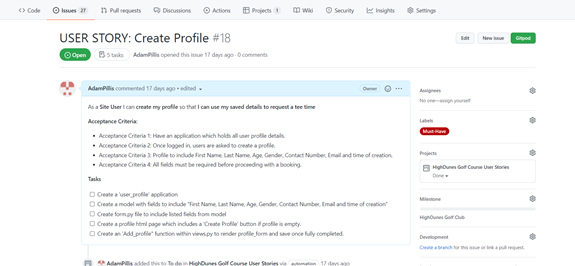 Code Issues 27 Pull requests Discussions Actions Projects 1 Wiki Security Insights Settings
USER STORY: Create Profile #18
Edit New issue Gitpod
Open 5 tasks AdamPillis opened this issue 17 days ago · 0 comments
AdamPillis commented 17 days ago • edited
Owner
As a Site User I can create my profile so that I can use my saved details to request a tee time
Acceptance Criteria:
Acceptance Criteria 1: Have an application which holds all user profile details.
Acceptance Criteria 2: Once logged in, users are asked to create a profile.
Acceptance Criteria 3: Profile to include First Name, Last Name, Age, Gender, Contact Number, Email and time of creation.
Acceptance Criteria 4: All fields must be required before proceeding with a booking.
Tasks
Create a 'user_profile' application
Create a model with fields to include "First Name, Last Name, Age, Gender, Contact Number, Email and time of creation"
Create form.py file to include listed fields from model
Create a profile html page which includes a 'Create Profile' button if profile is empty.
Create an 'Add_profile" function within views.py to render profile_form and save once fully completed.
AdamPillis added this to To do in HighDunes Golf Course User Stories via automation 17 days ago
Assignees
No one—assign yourself
Labels
Must-Have
Projects
HighDunes Golf Course User Stories
Done
Milestone
HighDunes Golf Club
Development
Create a branch for this issue or link a pull request.